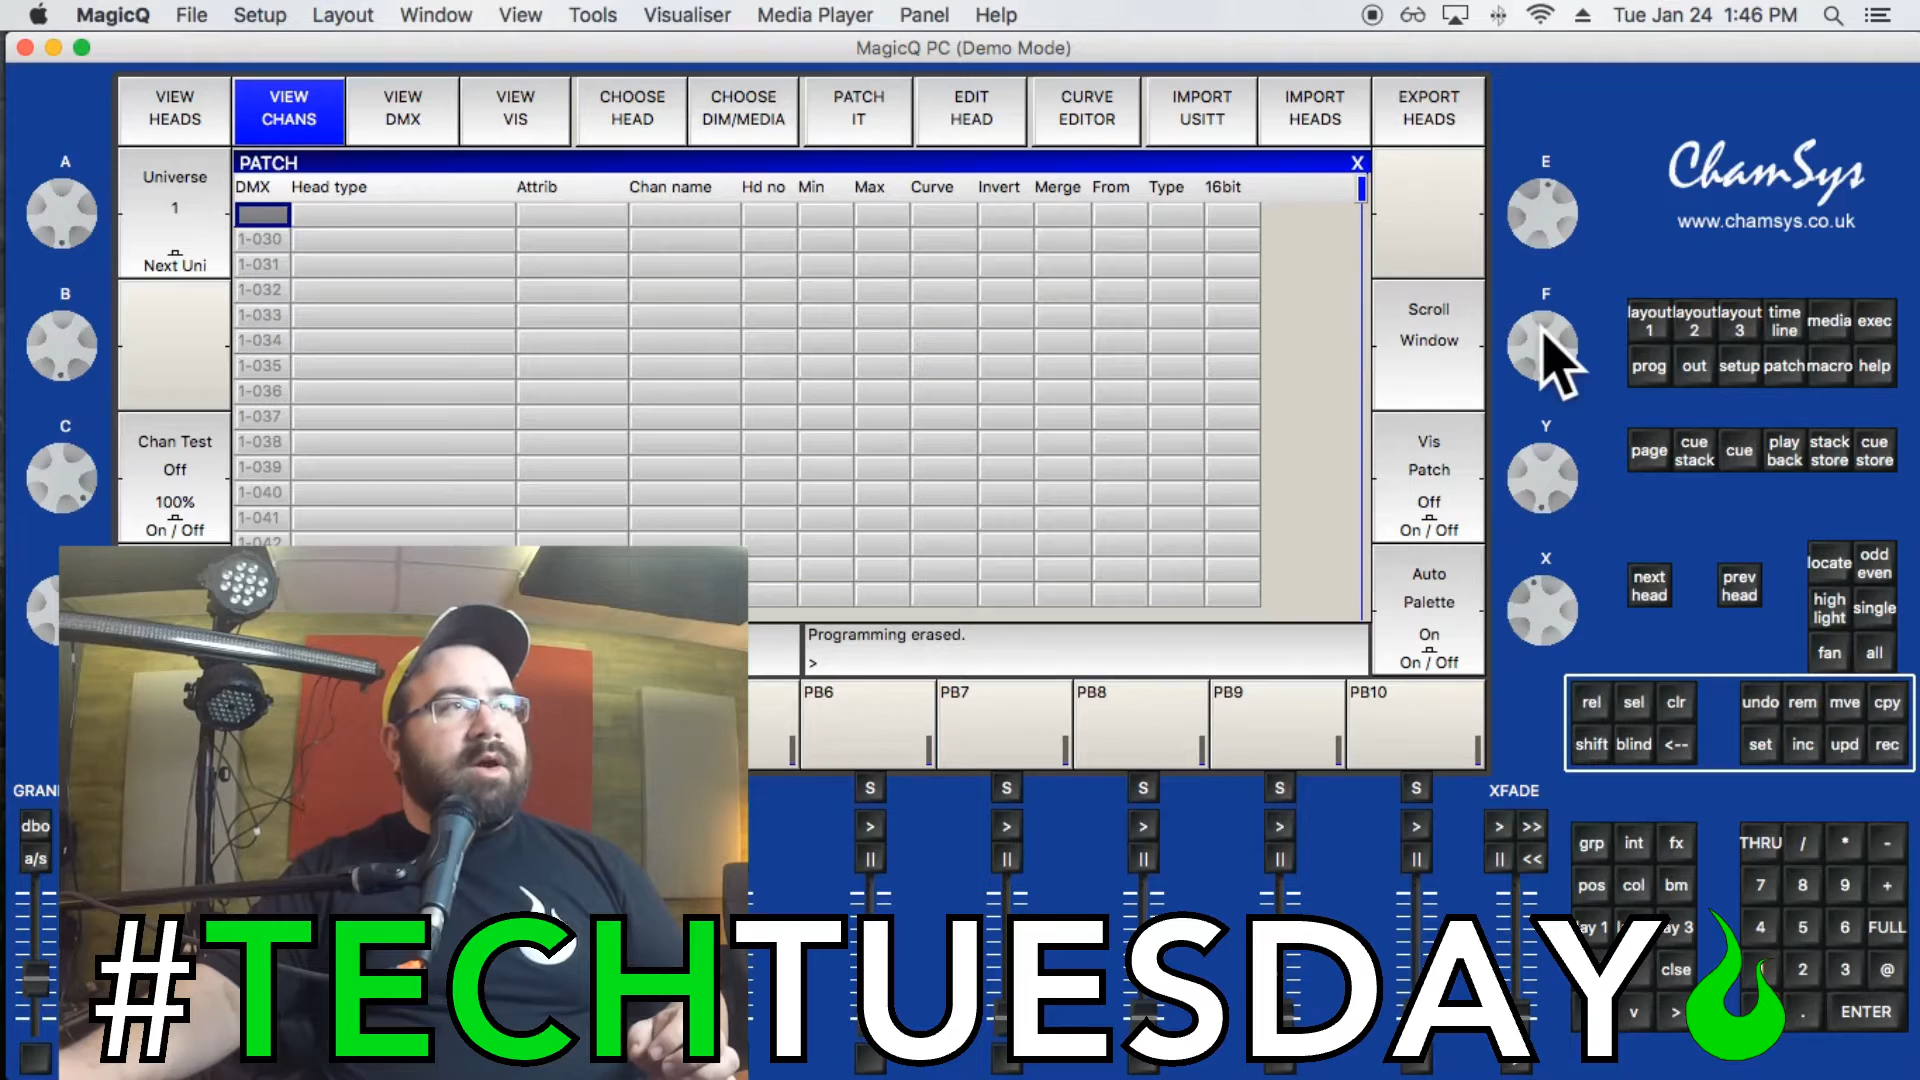 MagicQ File Setup Layout Window View Tools Visualiser Media Player Panel Help Tue Jan 24 1:46 PM
MagicQ PC (Demo Mode)
VIEW HEADS
VIEW CHANS
VIEW DMX
VIEW VIS
CHOOSE HEAD
CHOOSE DIM/MEDIA
PATCH IT
EDIT HEAD
CURVE EDITOR
IMPORT USITT
IMPORT HEADS
EXPORT HEADS
PATCH X
DMX Head type Attrib Chan name Hd no Min Max Curve Invert Merge From Type 16bit
1-030
1-031
1-032
1-033
1-034
1-035
1-036
1-037
1-038
1-039
1-040
1-041
1-042
A
B
C
Universe
1
Next Uni
Chan Test
Off
100%
On / Off
Scroll
Window
Vis
Patch
Off
On / Off
Auto
Palette
On
On / Off
Programming erased.
>
PB6 PB7 PB8 PB9 PB10
S S S S S
> > > > >
|| || || || ||
E
F
Y
X
ChamSys
www.chamsys.co.uk
layout 1
layout 2
layout 3
time line
media
exec
prog out setup patch macro help
page
cue stack
cue
play back
stack store
cue store
next head
prev head
locate
odd even
high light
single
fan all
rel sel clr undo rem mve cpy
shift blind <-- set inc upd rec
GRAN
dbo
a/s
XFADE
> >>
|| <<
grp int fx THRU / * -
pos col bm 7 8 9 +
ay 1 ay 3 4 5 6 FULL
clse 2 3 @
v > . ENTER
#TECHTUESDAY